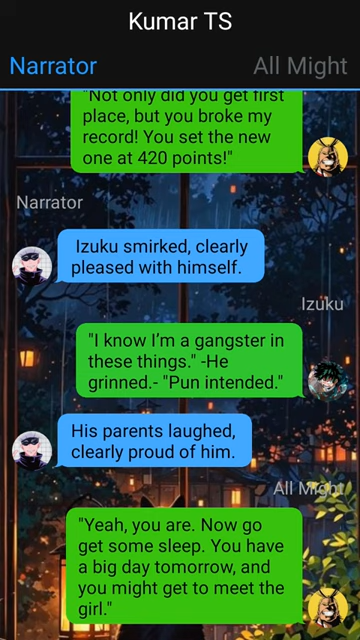 Kumar TS
Narrator
All Might
"Not only did you get first
place, but you broke my
record! You set the new
one at 420 points!"
Narrator
Izuku smirked, clearly
pleased with himself.
Izuku
"I know I'm a gangster in
these things." -He
grinned.- "Pun intended."
His parents laughed,
clearly proud of him.
All Might
"Yeah, you are. Now go
get some sleep. You have
a big day tomorrow, and
you might get to meet the
girl."